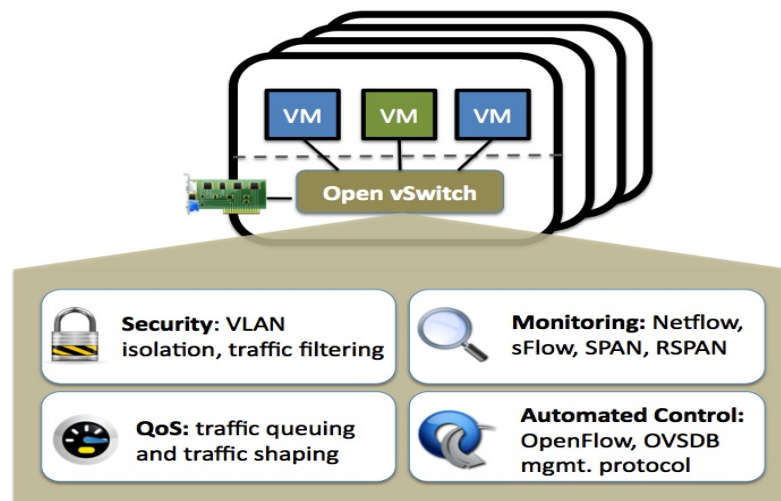 VM
VM
VM
Open vSwitch
Security: VLAN
isolation, traffic filtering
Monitoring: Netflow,
sFlow, SPAN, RSPAN
QoS: traffic queuing
and traffic shaping
Automated Control:
OpenFlow, OVSDB
mgmt. protocol